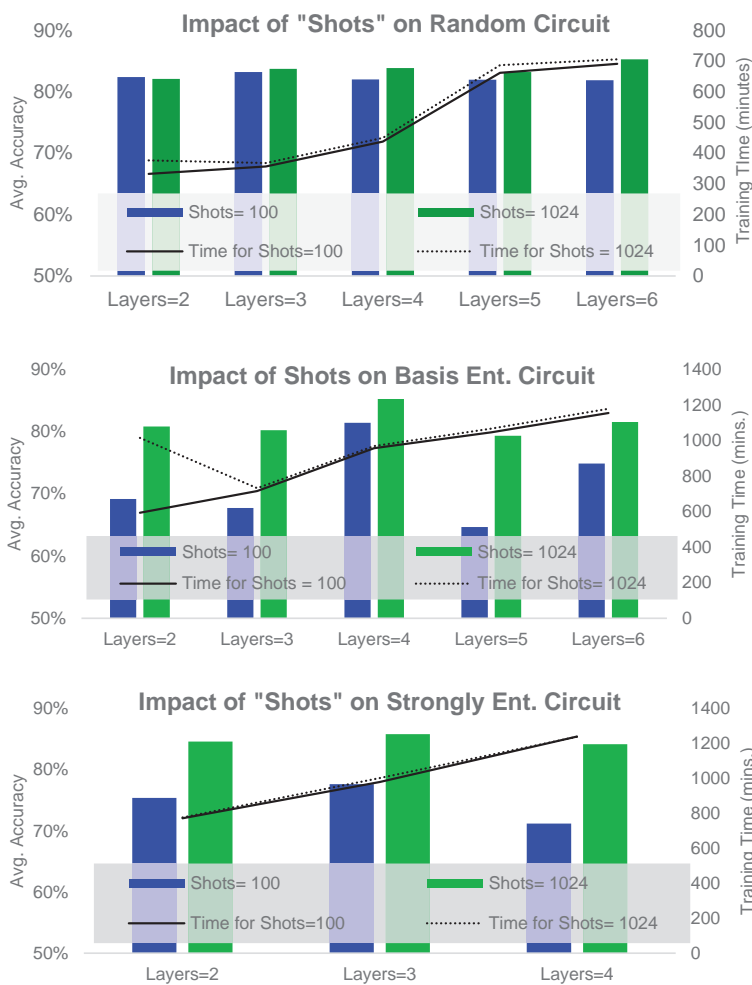 Impact of "Shots" on Random Circuit
90%
80%
70%
60%
50%
Avg. Accuracy
800
700
600
500
400
300
200
100
0
Training TIme (minutes)
Shots= 100
Shots= 1024
Time for Shots=100
Time for Shots = 1024
Layers=2
Layers=3
Layers=4
Layers=5
Layers=6
Impact of Shots on Basis Ent. Circuit
90%
80%
70%
60%
50%
Avg. Accuracy
1400
1200
1000
800
600
400
200
0
Training Time (mins.)
Shots= 100
Shots= 1024
Time for Shots = 100
Time for Shots= 1024
Layers=2
Layers=3
Layers=4
Layers=5
Layers=6
Impact of "Shots" on Strongly Ent. Circuit
90%
80%
70%
60%
50%
Avg. Accuracy
1400
1200
1000
800
600
400
200
0
Training Time (mins.)
Shots= 100
Shots= 1024
Time for Shots=100
Time for Shots= 1024
Layers=2
Layers=3
Layers=4